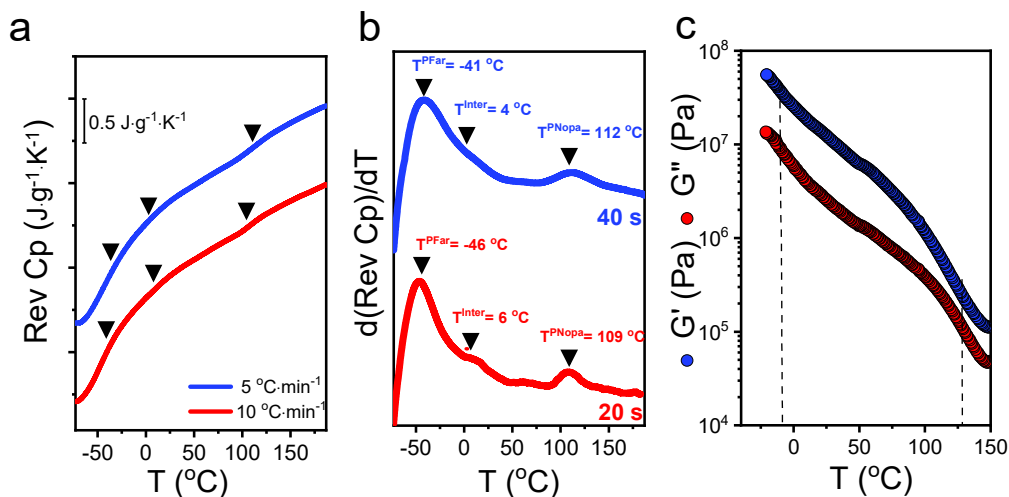 a
Rev Cp (J·g⁻¹·K⁻¹)
0.5 J·g⁻¹·K⁻¹
5 °C·min⁻¹
10 °C·min⁻¹
-50 0 50 100 150
T (°C)
b
d(Rev Cp)/dT
T^PFar= -41 °C
T^Inter= 4 °C
T^PNopa= 112 °C
40 s
T^PFar= -46 °C
T^Inter= 6 °C
T^PNopa= 109 °C
20 s
-50 0 50 100 150
T (°C)
c
G' (Pa) G" (Pa)
10⁸
10⁷
10⁶
10⁵
10⁴
0 50 100 150
T (°C)